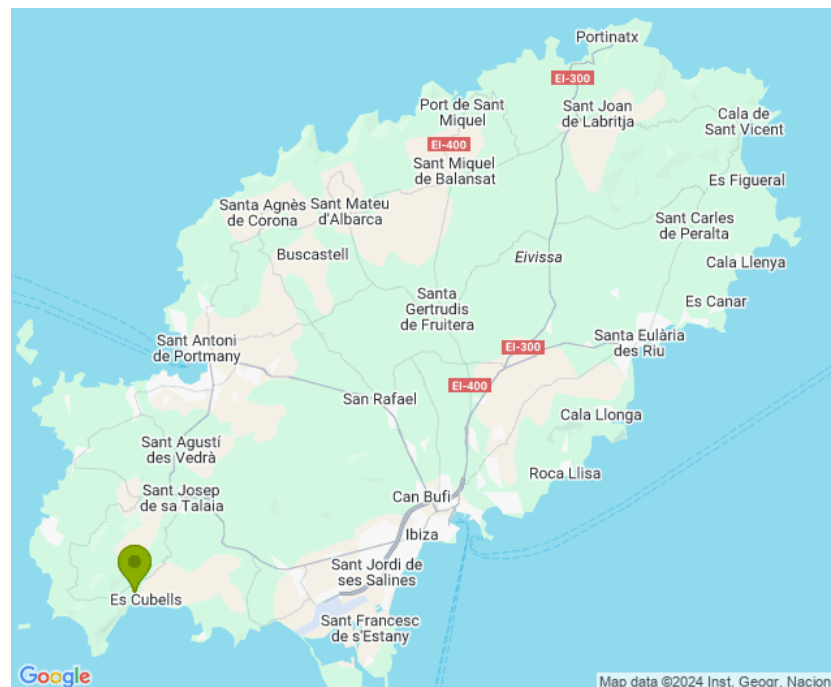 Portinatx
EI-300
Port de Sant
Miquel
Sant Joan
de Labritja
Cala de
Sant Vicent
EI-400
Sant Miquel
de Balansat
Es Figueral
Santa Agnès
de Corona
Sant Mateu
d'Albarca
Sant Carles
de Peralta
Buscastell
Eivissa
Cala Llenya
Santa
Gertrudis
de Fruitera
Es Canar
Sant Antoni
de Portmany
Santa Eulària
des Riu
EI-300
EI-400
San Rafael
Cala Llonga
Sant Agustí
des Vedrà
Roca Llisa
Sant Josep
de sa Talaia
Can Bufí
Ibiza
Sant Jordi de
ses Salines
Es Cubells
Sant Francesc
de s'Estany
Google
Map data ©2024 Inst. Geogr. Nacion